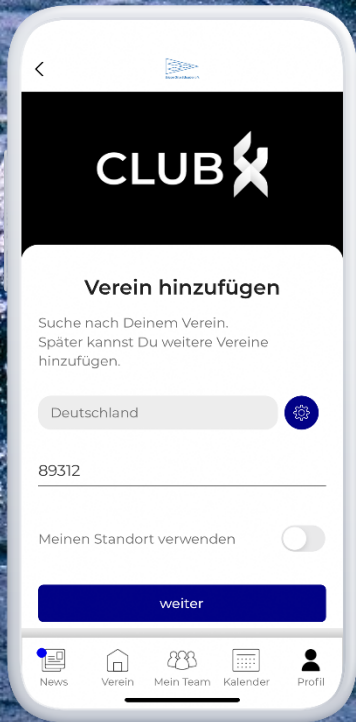 CLUB
Verein hinzufügen
Suche nach Deinem Verein.
Später kannst Du weitere Vereine
hinzufügen.
Deutschland
89312
Meinen Standort verwenden
weiter
News Verein Mein Team Kalender Profil